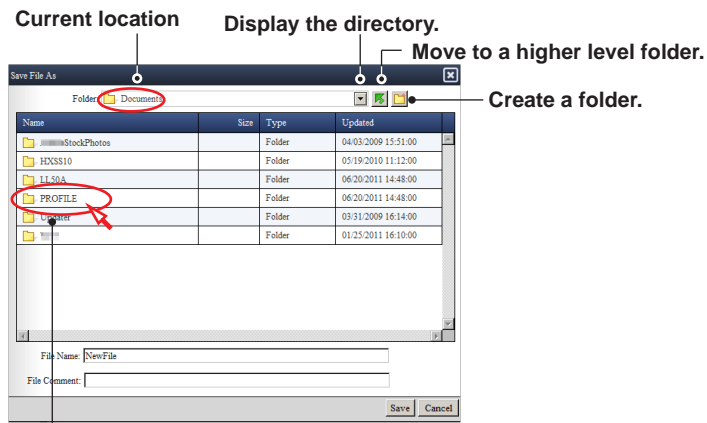 Current location
Display the directory.
Move to a higher level folder.
Create a folder.
Save File As
Folder: Documents
Name Size Type Updated
StockPhotos Folder 04/03/2009 15:51:00
HXSS10 Folder 05/19/2010 11:12:00
LL50A Folder 06/20/2011 14:48:00
PROFILE Folder 06/20/2011 14:48:00
Updater Folder 03/31/2009 16:14:00
Folder 01/25/2011 16:10:00
File Name: NewFile
File Comment:
Save Cancel